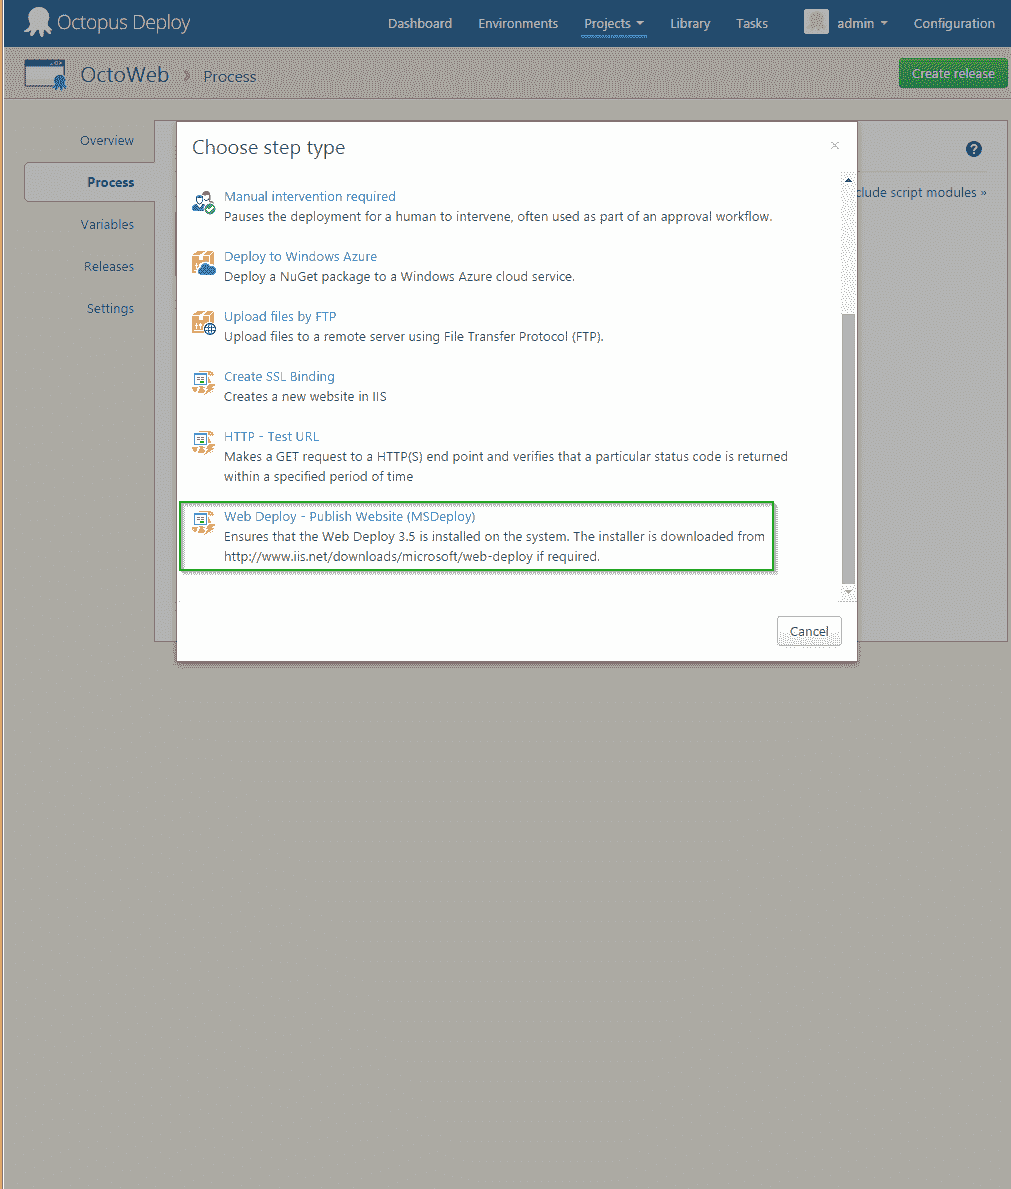 Octopus Deploy
Dashboard Environments Projects Library Tasks admin Configuration
OctoWeb Process
Create release
Overview
Process
Variables
Releases
Settings
clude script modules »
Choose step type
Manual intervention required
Pauses the deployment for a human to intervene, often used as part of an approval workflow.
Deploy to Windows Azure
Deploy a NuGet package to a Windows Azure cloud service.
Upload files by FTP
Upload files to a remote server using File Transfer Protocol (FTP).
Create SSL Binding
Creates a new website in IIS
HTTP - Test URL
Makes a GET request to a HTTP(S) end point and verifies that a particular status code is returned
within a specified period of time
Web Deploy - Publish Website (MSDeploy)
Ensures that the Web Deploy 3.5 is installed on the system. The installer is downloaded from
http://www.iis.net/downloads/microsoft/web-deploy if required.
Cancel